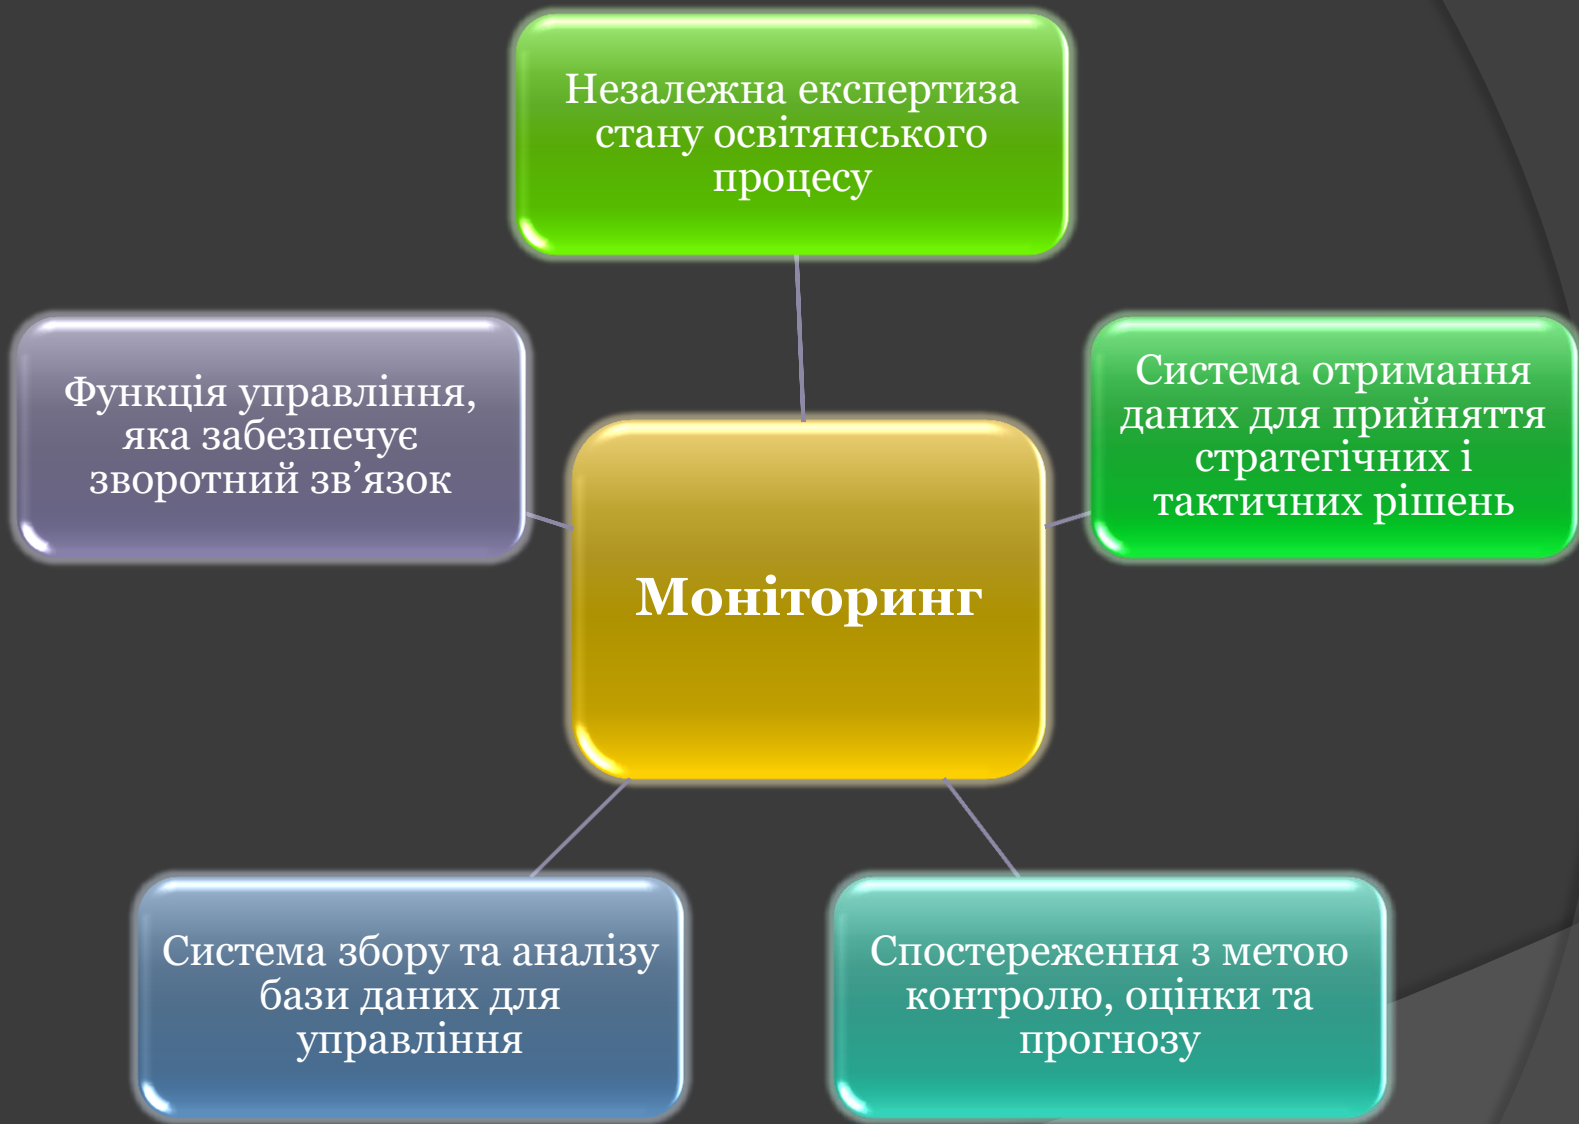 Незалежна експертиза
стану освітянського
процесу
Функція управління,
яка забезпечує
зворотний зв’язок
Система отримання
даних для прийняття
стратегічних і
тактичних рішень
Моніторинг
Система збору та аналізу
бази даних для
управління
Спостереження з метою
контролю, оцінки та
прогнозу